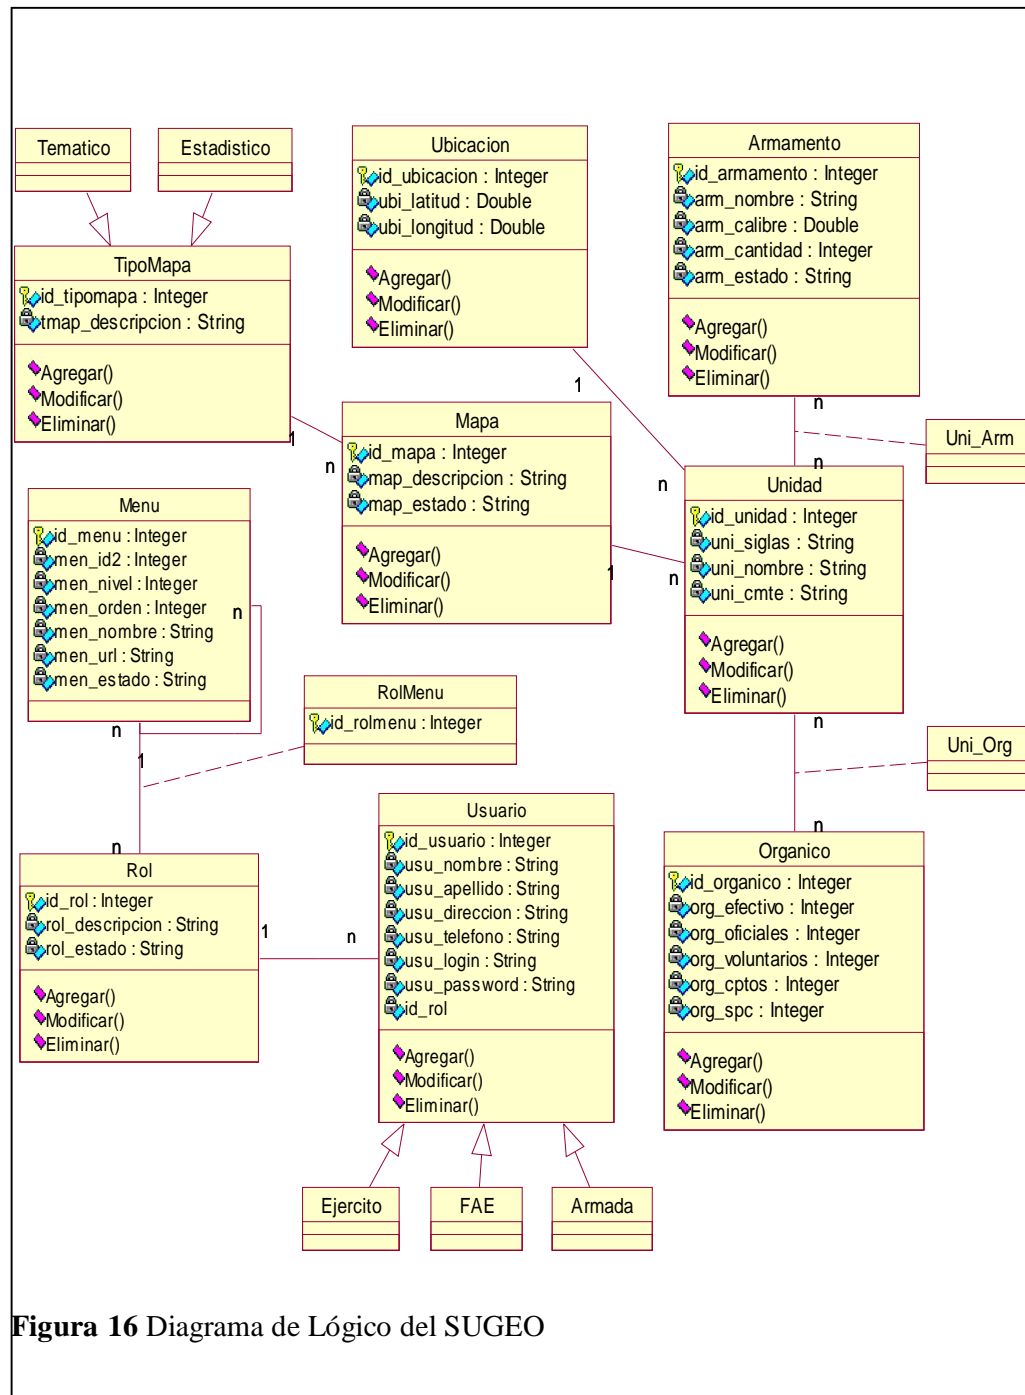 Tematico
Estadistico
TipoMapa
id_tipomapa : Integer
tmap_descripcion : String
Agregar()
Modificar()
Eliminar()
1
n
Ubicacion
id_ubicacion : Integer
ubi_latitud : Double
ubi_longitud : Double
Agregar()
Modificar()
Eliminar()
1
n
Armamento
id_armamento : Integer
arm_nombre : String
arm_calibre : Double
arm_cantidad : Integer
arm_estado : String
Agregar()
Modificar()
Eliminar()
n
n
Uni_Arm
Mapa
id_mapa : Integer
map_descripcion : String
map_estado : String
Agregar()
Modificar()
Eliminar()
1
n
Unidad
id_unidad : Integer
uni_siglas : String
uni_nombre : String
uni_cmte : String
Agregar()
Modificar()
Eliminar()
n
n
Uni_Org
Menu
id_menu : Integer
men_id2 : Integer
men_nivel : Integer
men_orden : Integer
men_nombre : String
men_url : String
men_estado : String
n
n
1
n
RolMenu
id_rolmenu : Integer
Rol
id_rol : Integer
rol_descripcion : String
rol_estado : String
Agregar()
Modificar()
Eliminar()
1
n
Usuario
id_usuario : Integer
usu_nombre : String
usu_apellido : String
usu_direccion : String
usu_telefono : String
usu_login : String
usu_password : String
id_rol
Agregar()
Modificar()
Eliminar()
Organico
id_organico : Integer
org_efectivo : Integer
org_oficiales : Integer
org_voluntarios : Integer
org_cptos : Integer
org_spc : Integer
Agregar()
Modificar()
Eliminar()
Ejercito
FAE
Armada
Figura 16 Diagrama de Lógico del SUGEO